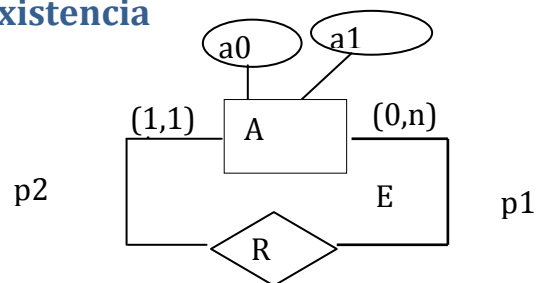 xistencia
a0
a1
(1,1)
A
(0,n)
p2
E
p1
R